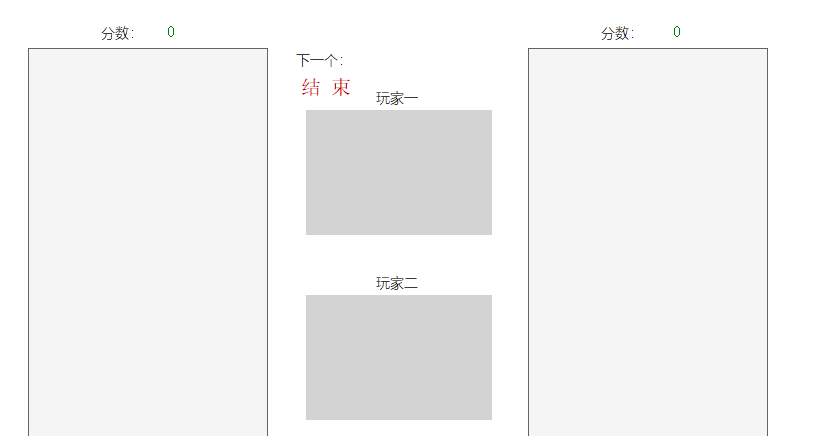 分数： 0
分数： 0
下一个：
结 束
玩家一
玩家二